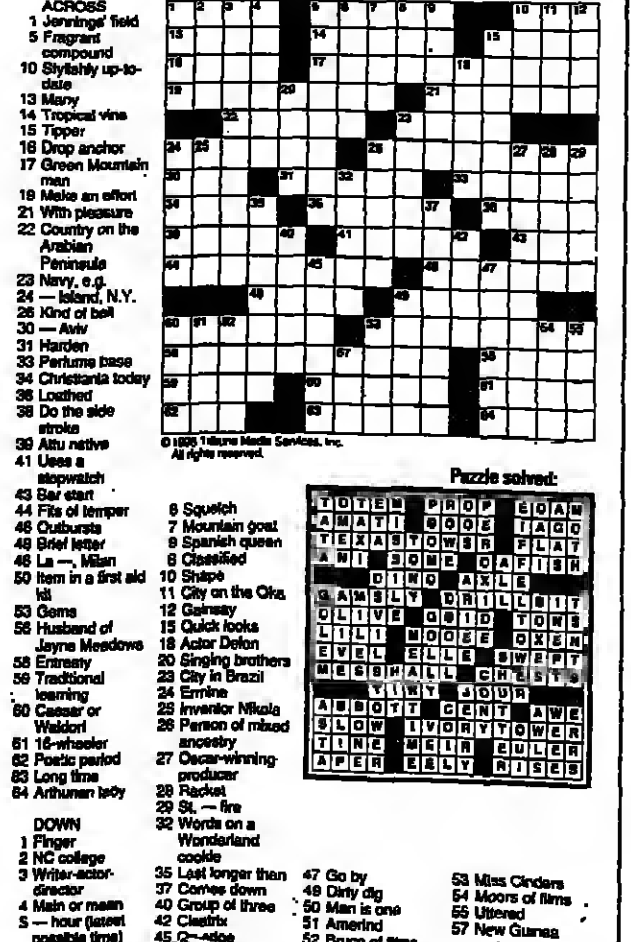 ACROSS
1 Jennings' field
5 Fragrant
compound
10 Stylishly up-to-
date
13 Many
14 Tropical vine
15 Tipper
16 Drop anchor
17 Green Mountain
man
19 Make an effort
21 With pleasure
22 Country on the
Arabian
Peninsula
23 Navy, e.g.
24 — Island, N.Y.
26 Kind of bell
30 — Aviv
31 Harden
33 Perfume base
34 Christiania today
36 Loathed
38 Do the side
stroke
39 Attu native
41 Uses a
stopwatch
43 Bar start
44 Fits of temper
46 Outbursts
48 Brief letter
46 La —, Milan
50 Item in a first aid
kit
53 Gems
56 Husband of
Jayne Meadows
58 Entreaty
59 Traditional
learning
60 Caesar or
Waldorf
61 16-wheeler
62 Poetic period
63 Long time
64 Arthurian lady
DOWN
1 Finger
2 NC college
3 Writer-actor-
director
4 Main or mean
S — hour (latest
possible time)
6 Squelch
7 Mountain goat
9 Spanish queen
8 Classified
10 Shape
11 City on the Oka
12 Gainsay
15 Quick looks
18 Actor Delon
20 Singing brothers
23 City in Brazil
24 Ermine
25 Inventor Nikola
26 Person of mixed
ancestry
27 Oscar-winning
producer
28 Racket
29 St. — fire
32 Words on a
Wonderland
cookie
35 Last longer than
37 Comes down
40 Group of three
42 Cicatrix
45
47 Go by
49 Dirty dig
50 Man is one
51 Amerind
52
53 Miss Cinders
54 Moors of films
55 Uttered
57 New Guinea
© 1995 Tribune Media Services, Inc.
All rights reserved.
Puzzle solved:
TOTEM PROP EDAM
AMATI IAGO
TEXASTOWER FLAT
ANI SOME OAFISH
DINO AXLE
DRILLBIT
OLIVE TONS
LILI OXEN
EVEL ELLE SWEPT
MESSHALL CHESTS
JOUR
ABBOTT CENT AWE
SLOW IVORYTOWER
TINE MEIR EULER
APER EELY RISES